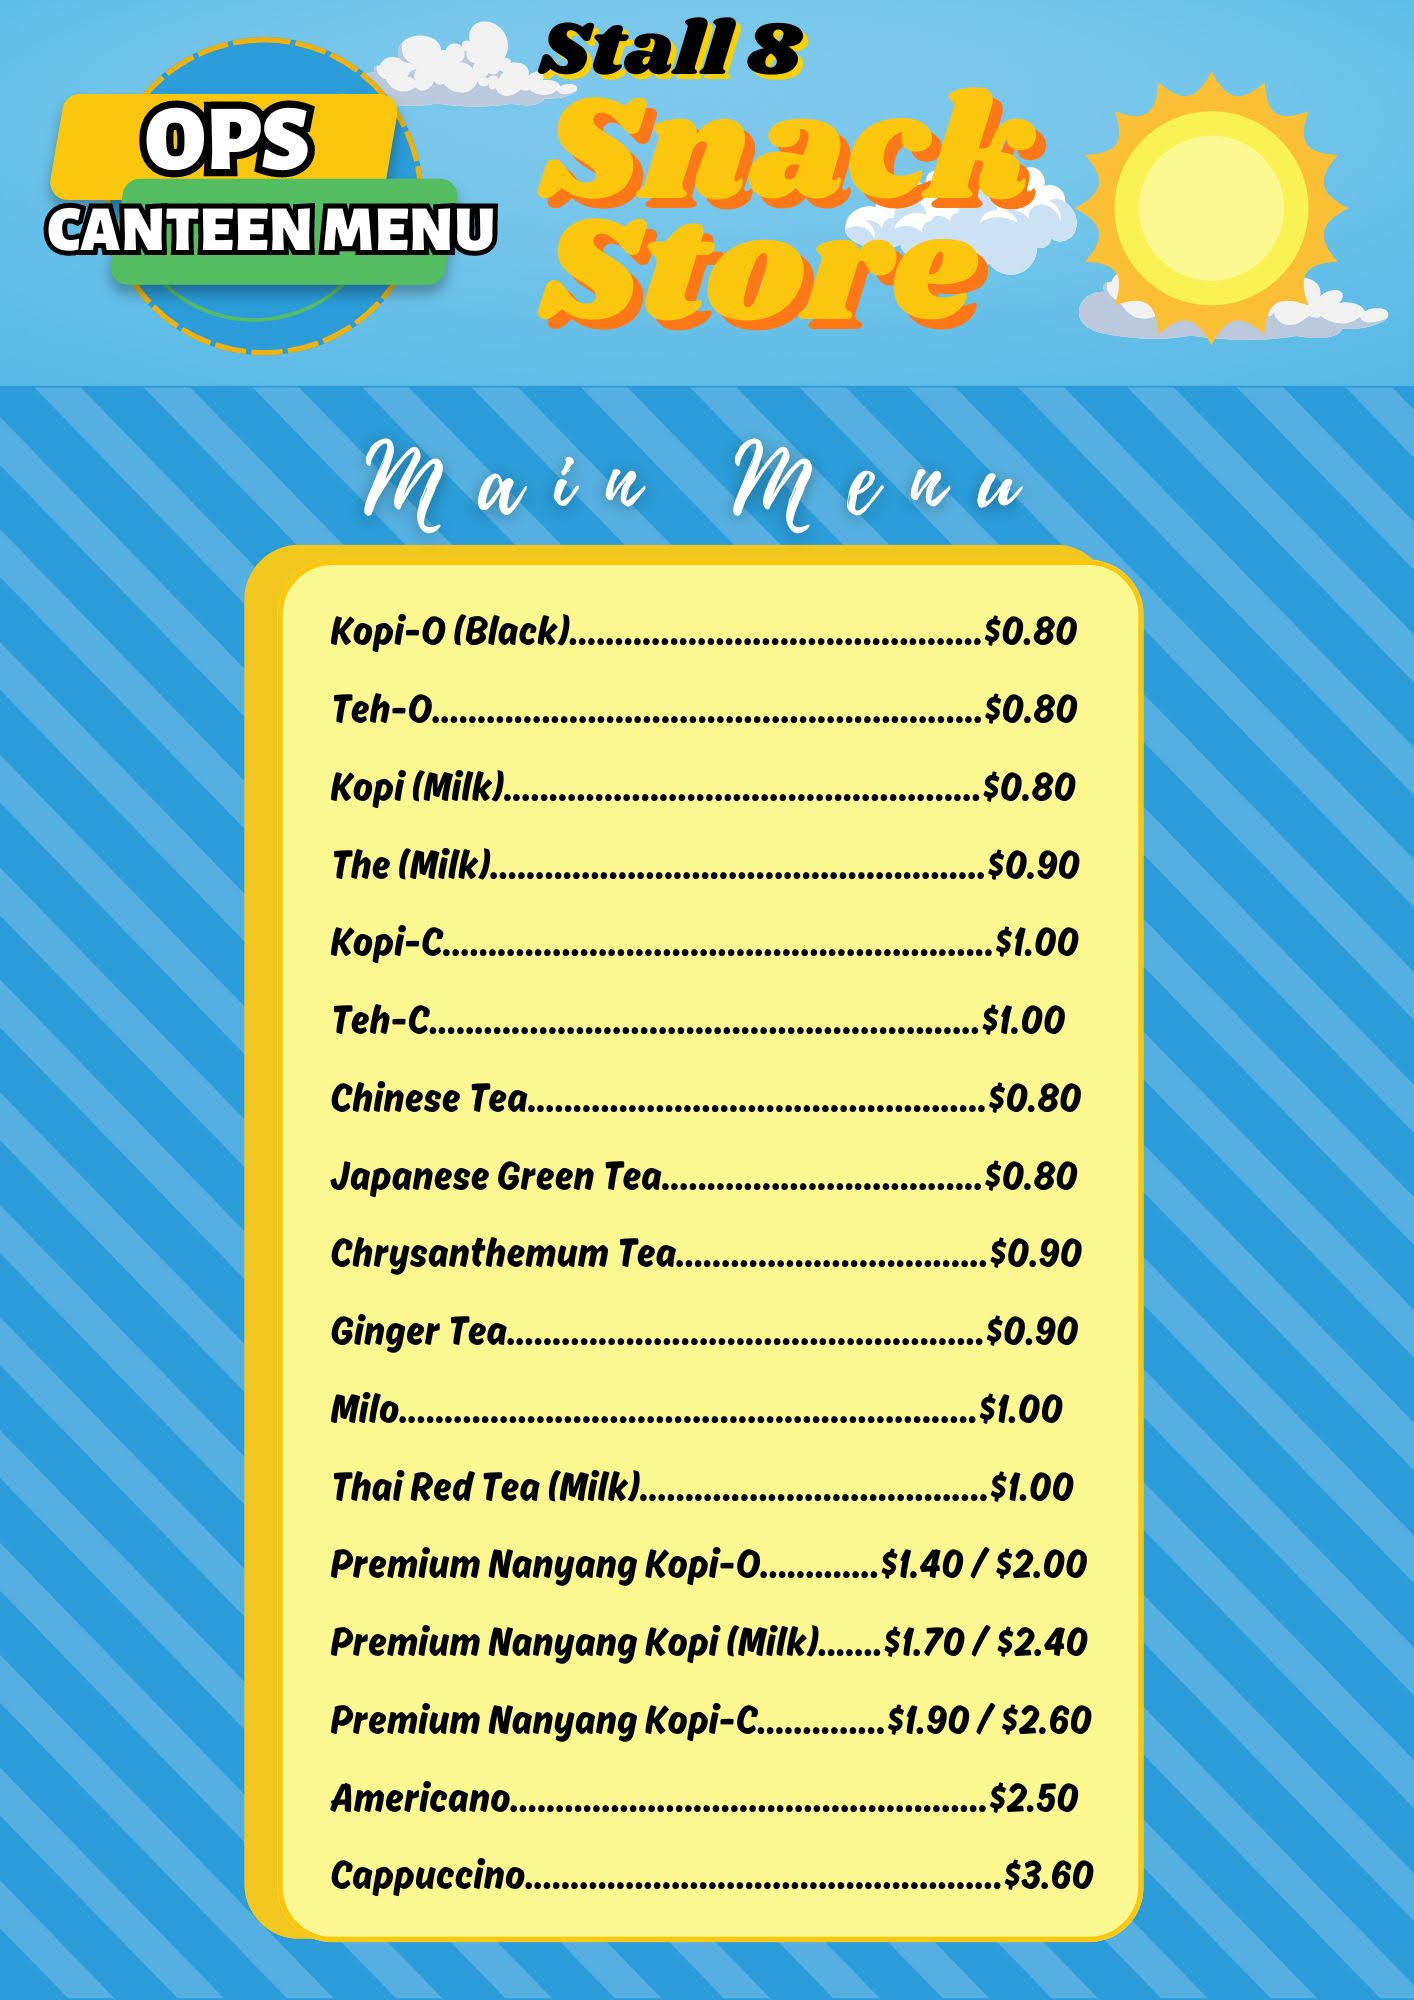 OPS
CANTEEN MENU
Stall 8
Snack
Store
Main Menu
Kopi-O (Black).............................................$0.80
Teh-O............................................................$0.80
Kopi (Milk)....................................................$0.80
The (Milk)......................................................$0.90
Kopi-C............................................................$1.00
Teh-C............................................................$1.00
Chinese Tea..................................................$0.80
Japanese Green Tea...................................$0.80
Chrysanthemum Tea..................................$0.90
Ginger Tea....................................................$0.90
Milo...............................................................$1.00
Thai Red Tea (Milk)......................................$1.00
Premium Nanyang Kopi-O.............$1.40 / $2.00
Premium Nanyang Kopi (Milk).......$1.70 / $2.40
Premium Nanyang Kopi-C..............$1.90 / $2.60
Americano....................................................$2.50
Cappuccino....................................................$3.60